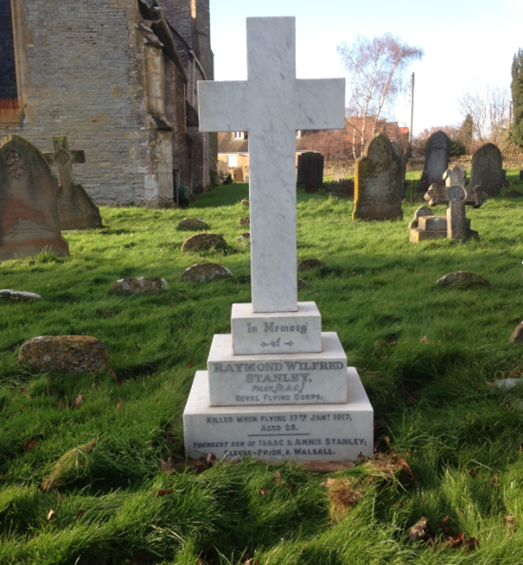 In Memory
of
RAYMOND WILFRED
STANLEY,
ROYAL FLYING CORPS.
KILLED WHEN FLYING 17TH JANY 1917,
AGED 26.
YOUNGEST SON OF ISAAC & ANNIE STANLEY,
CLEEVE-PRIOR, & WALSALL.